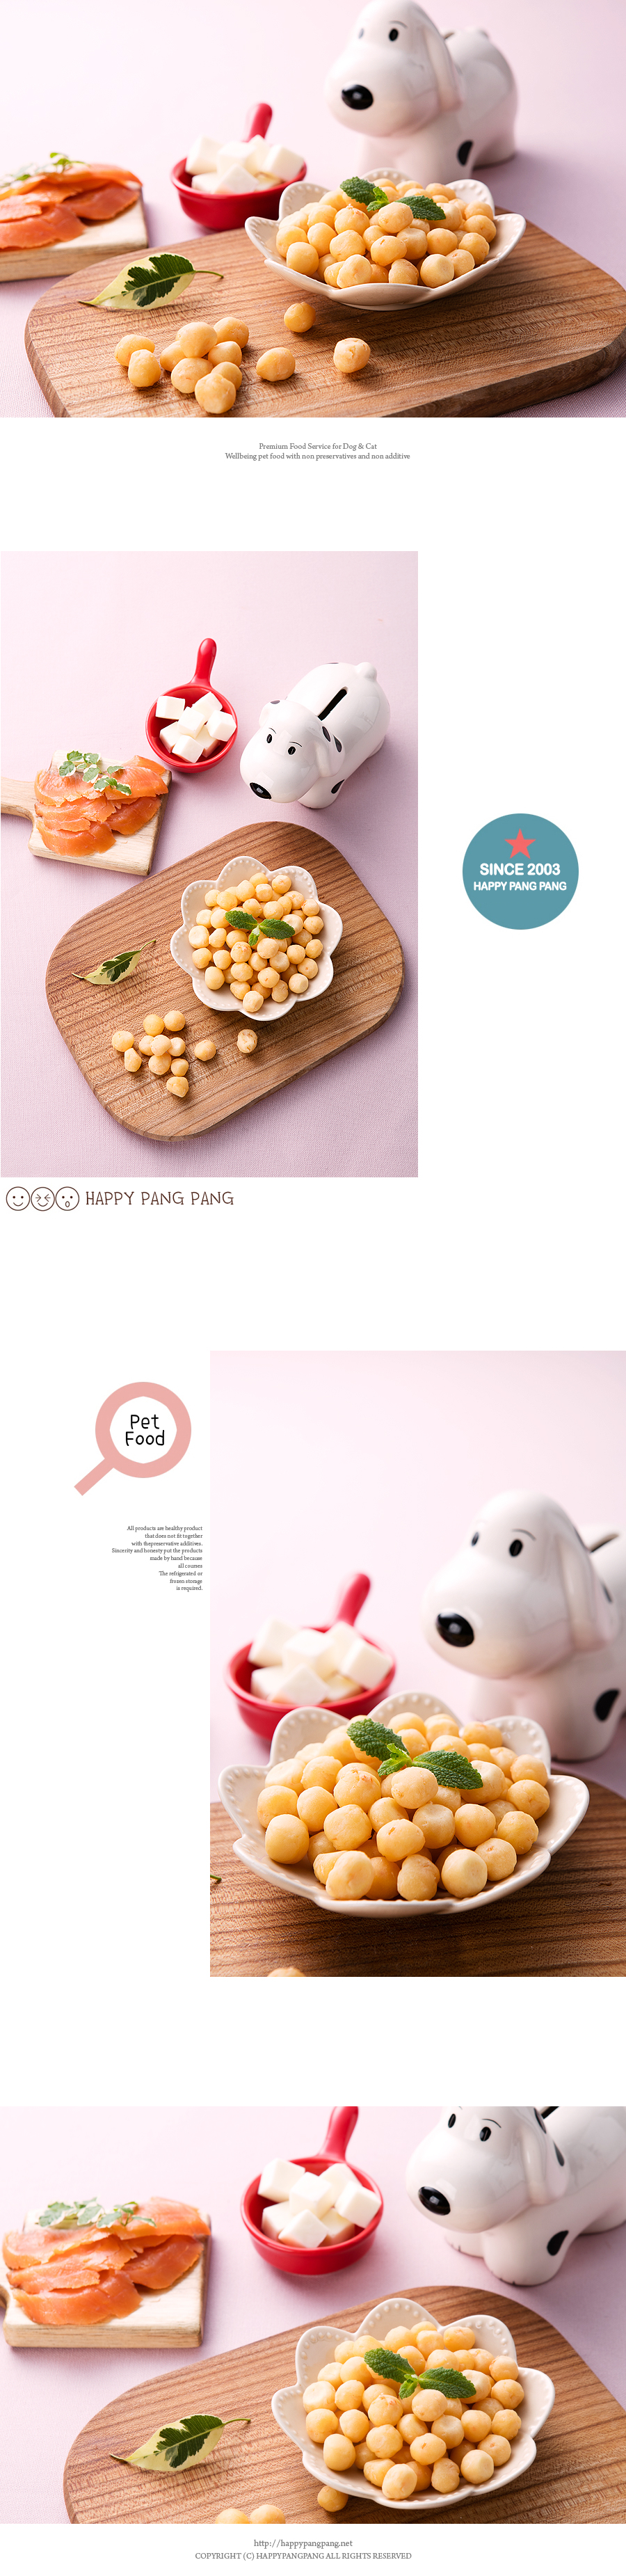 Premium Food Service for Dog & Cat
Wellbeing pet food with non preservatives and non additive
SINCE 2003
HAPPY PANG PANG
HAPPY PANG PANG
Pet
Food
All products are healthy product
that does not fit together
with thepreservative additives.
Sincerity and honesty put the products
made by hand because
all courses
The refrigerated or
frozen storage
is required.
http://happypangpang.net
COPYRIGHT (C) HAPPYPANGPANG ALL RIGHTS RESERVED